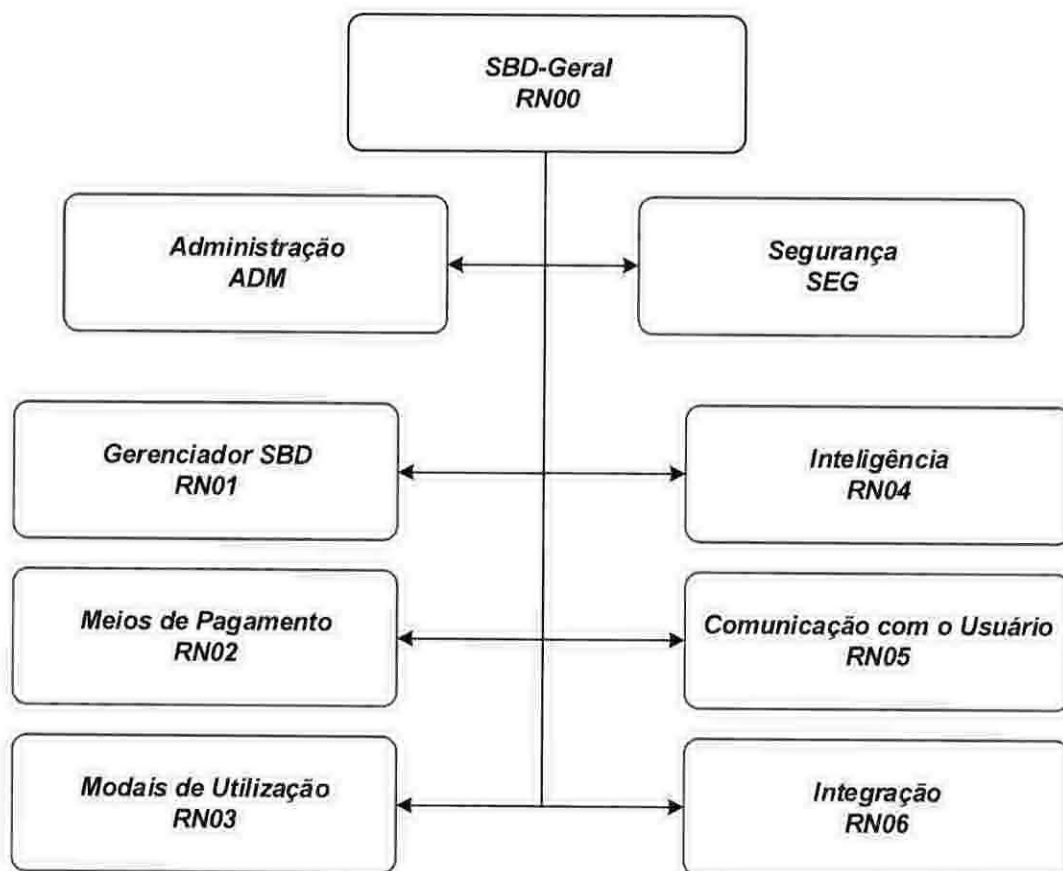 SBD-Geral
RN00
Administração
ADM
Segurança
SEG
Gerenciador SBD
RN01
Inteligência
RN04
Meios de Pagamento
RN02
Comunicação com o Usuário
RN05
Modais de Utilização
RN03
Integração
RN06